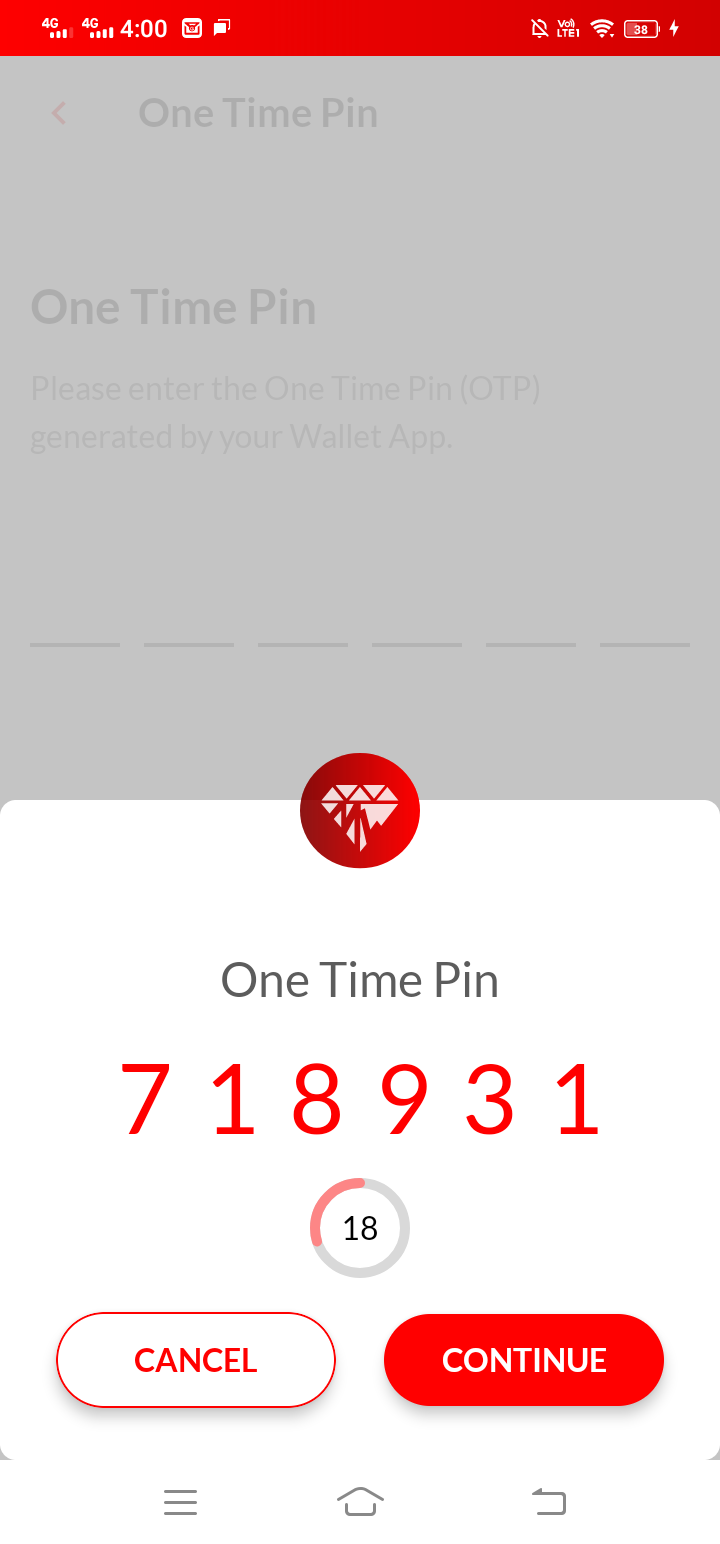 4G 4G 4:00 Vo) LTE1 38
One Time Pin
One Time Pin
Please enter the One Time Pin (OTP)
generated by your Wallet App.
One Time Pin
7 1 8 9 3 1
18
CANCEL CONTINUE